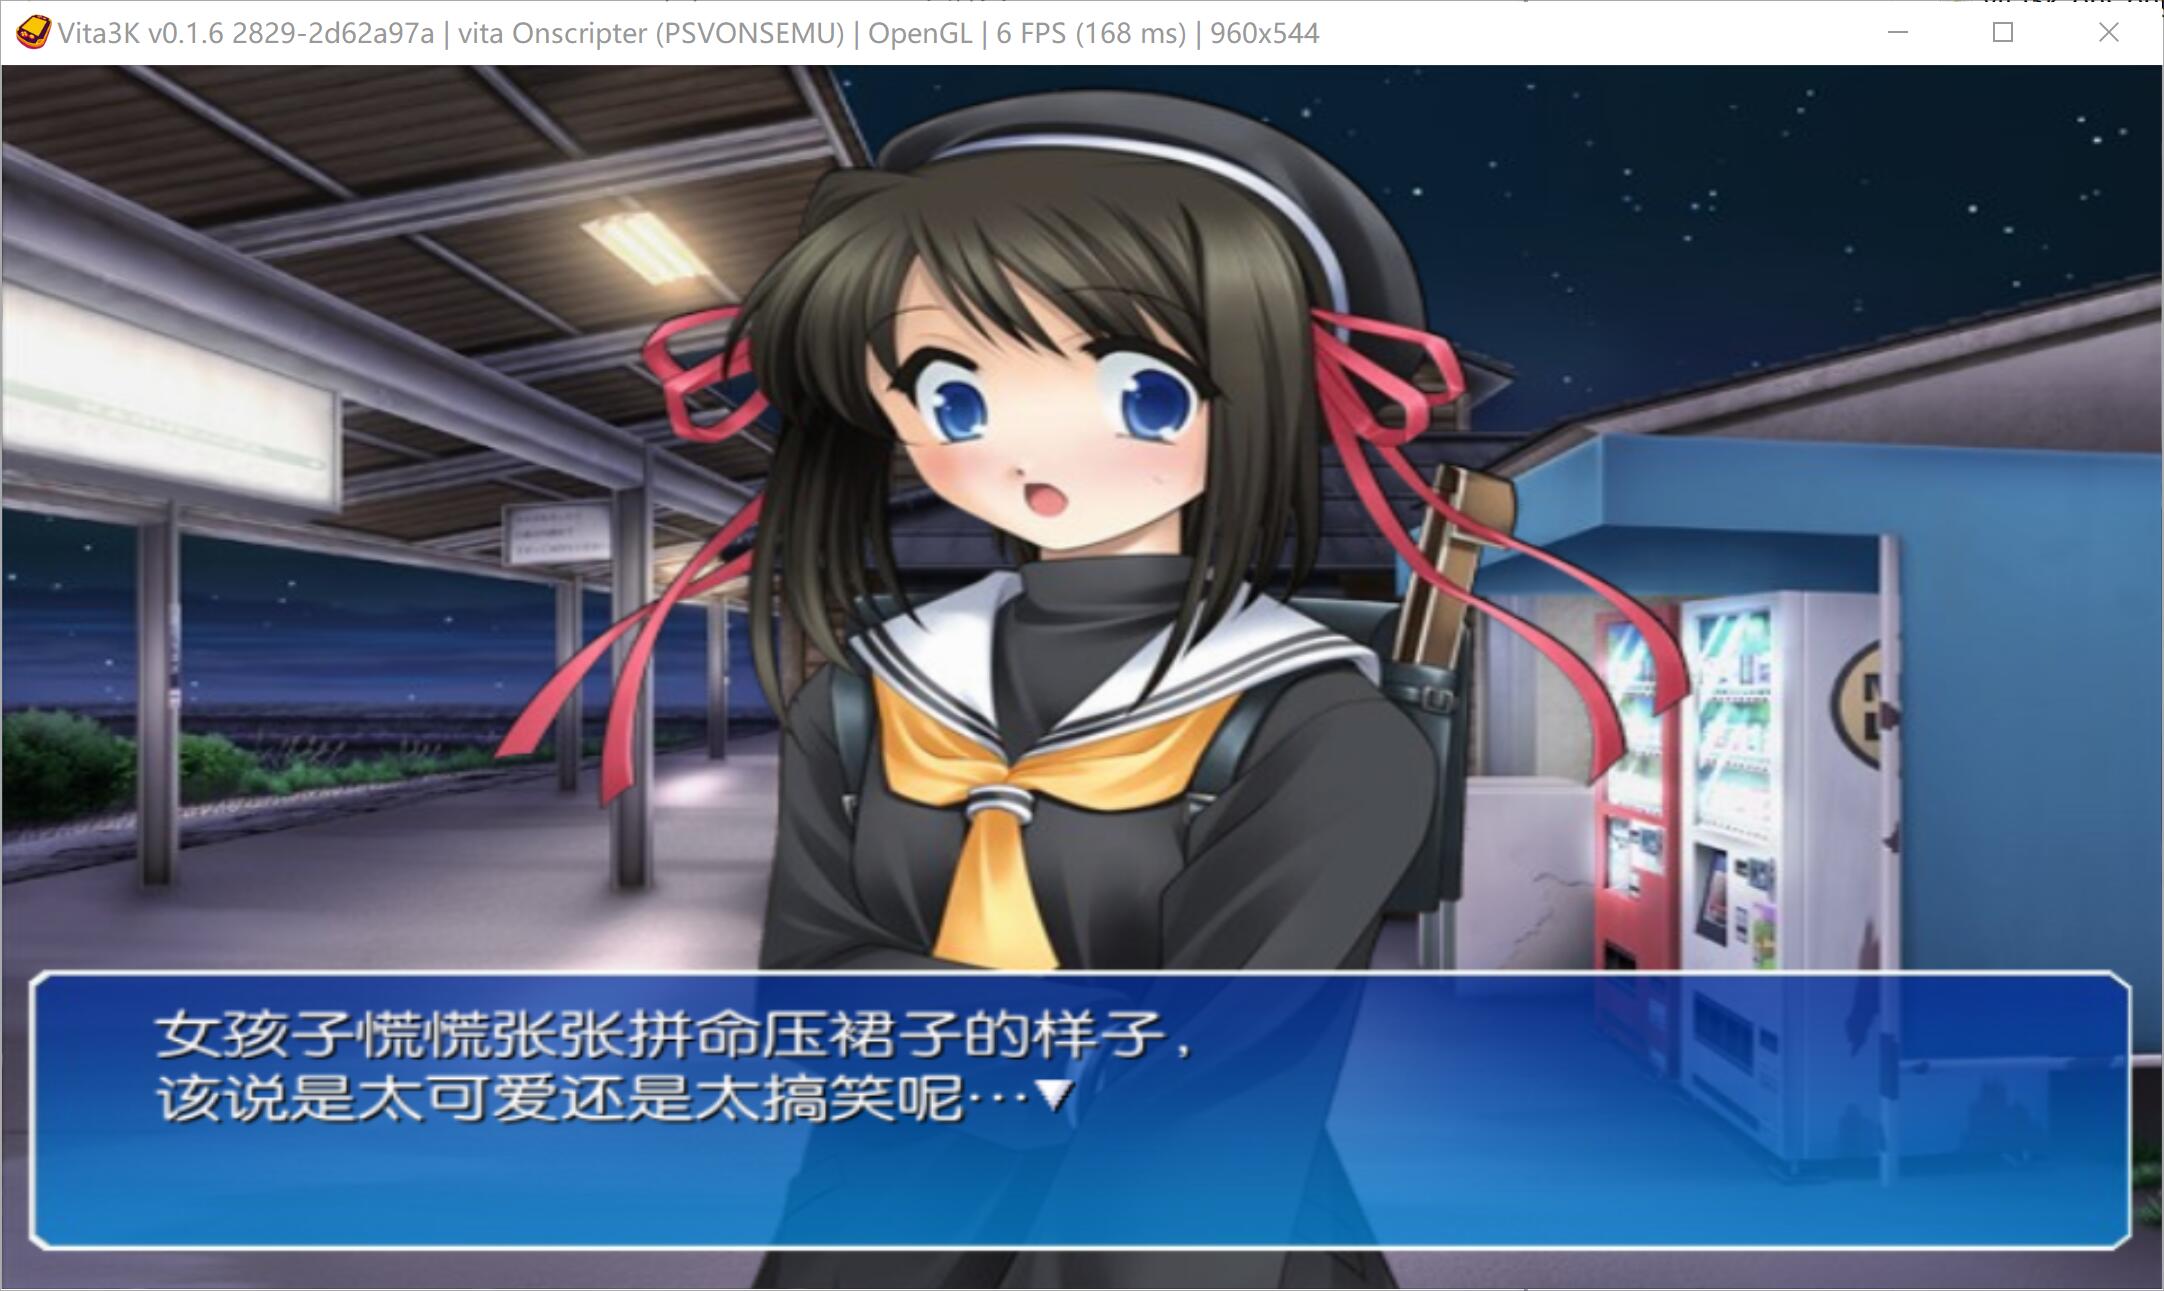 Vita3K v0.1.6 2829-2d62a97a | vita Onscripter (PSVONSEMU) | OpenGL | 6 FPS (168 ms) | 960x544
女孩子慌慌张张拼命压裙子的样子，
该说是太可爱还是太搞笑呢…▼